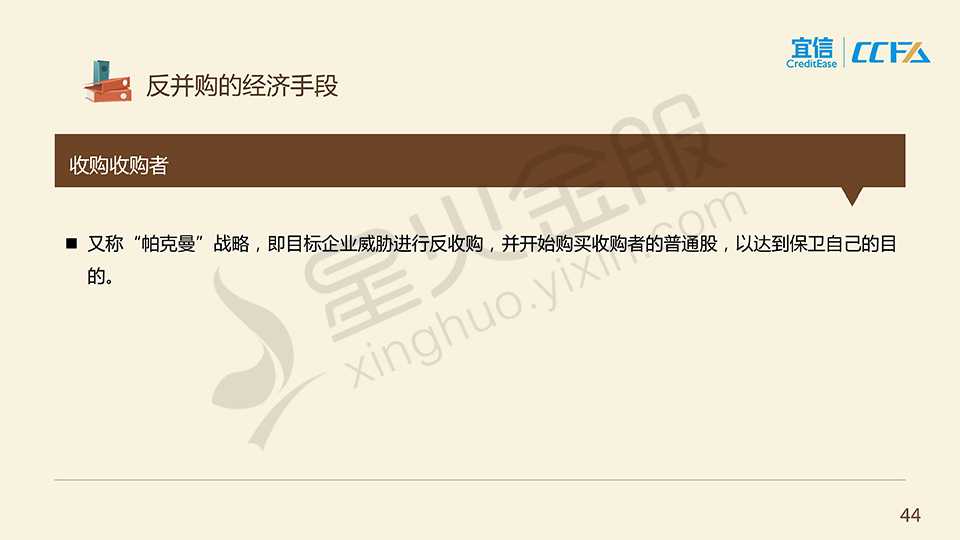 宜信
CreditEase
CCFA
反并购的经济手段
收购收购者
■ 又称“帕克曼”战略，即目标企业威胁进行反收购，并开始购买收购者的普通股，以达到保卫自己的目
的。
星火金服
xinghuo.yixin.com
44